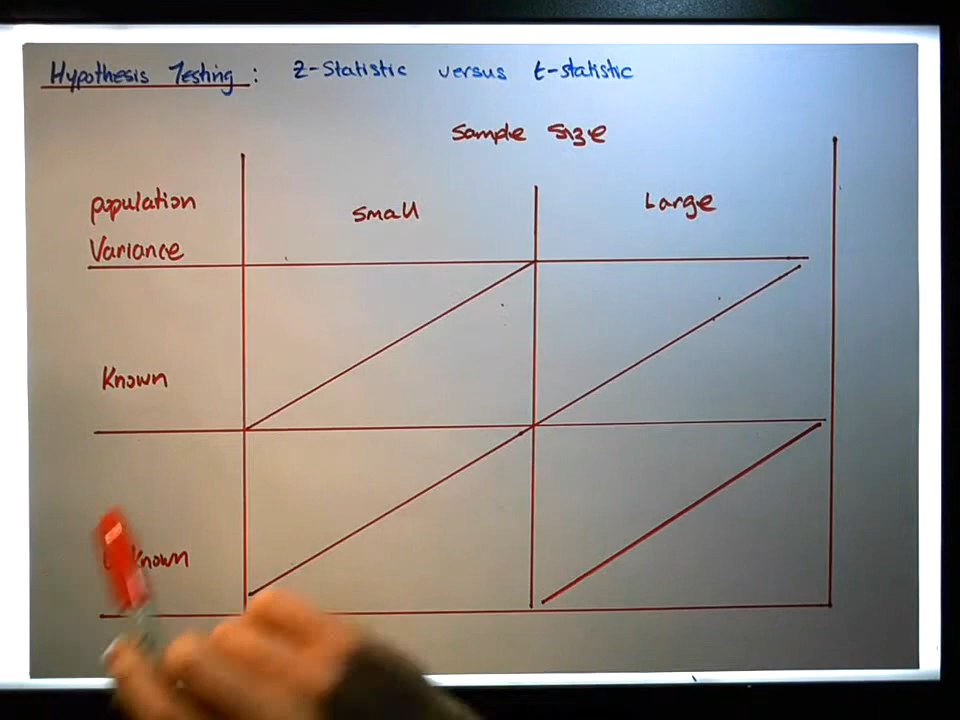 Hypothesis Testing: Z-Statistic versus t-statistic
Sample size
population
Variance
small
Large
Known